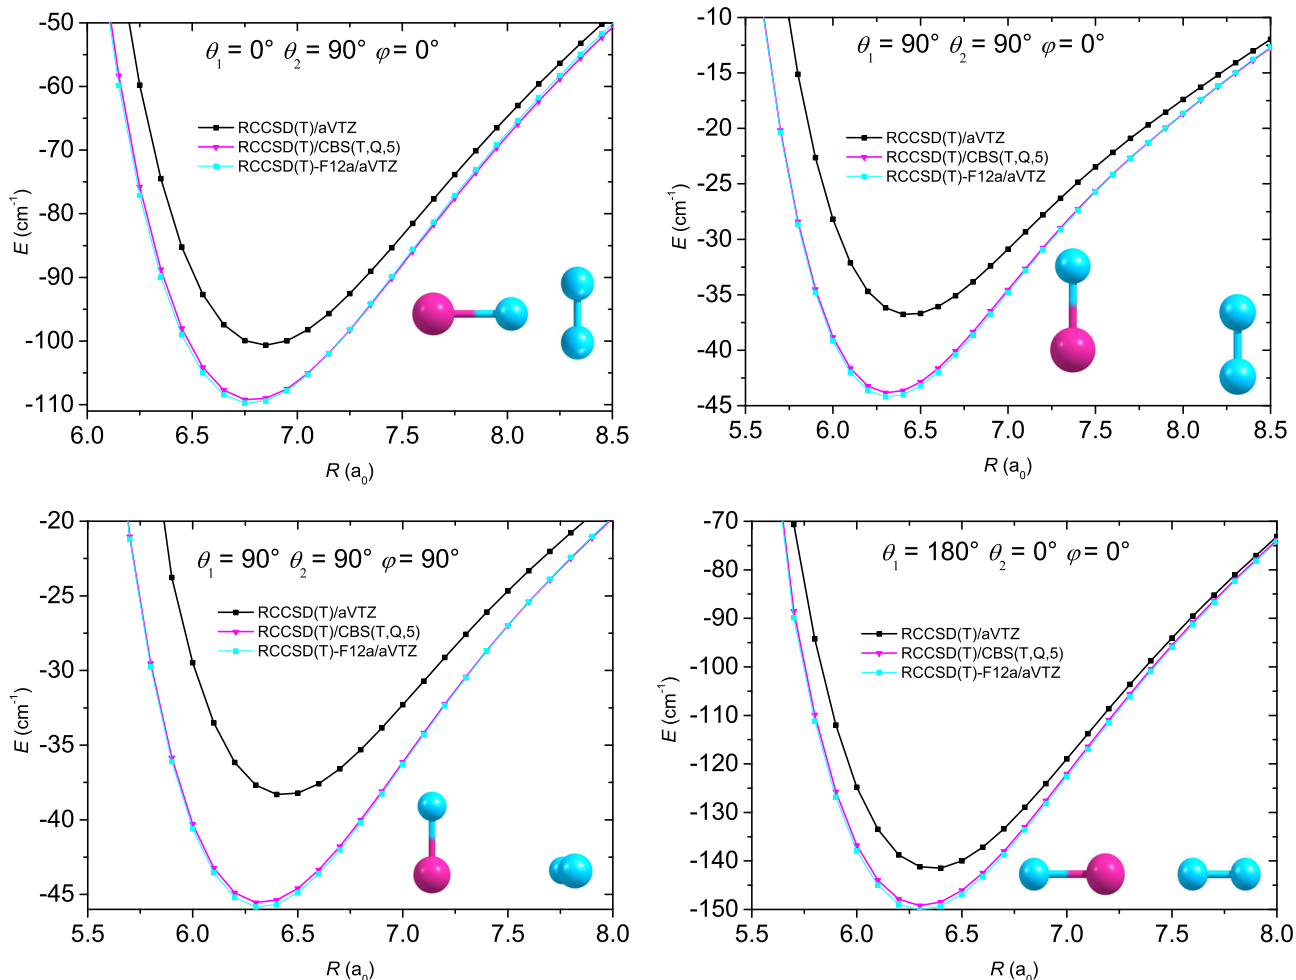 -50
-60
-70
-80
-90
-100
-110
E (cm⁻¹)
θ₁ = 0° θ₂ = 90° φ = 0°
RCCSD(T)/aVTZ
RCCSD(T)/CBS(T,Q,5)
RCCSD(T)-F12a/aVTZ
6.0 6.5 7.0 7.5 8.0 8.5
R (a₀)
-10
-15
-20
-25
-30
-35
-40
-45
E (cm⁻¹)
θ₁ = 90° θ₂ = 90° φ = 0°
RCCSD(T)/aVTZ
RCCSD(T)/CBS(T,Q,5)
RCCSD(T)-F12a/aVTZ
5.5 6.0 6.5 7.0 7.5 8.0 8.5
R (a₀)
-20
-25
-30
-35
-40
-45
E (cm⁻¹)
θ₁ = 90° θ₂ = 90° φ = 90°
RCCSD(T)/aVTZ
RCCSD(T)/CBS(T,Q,5)
RCCSD(T)-F12a/aVTZ
5.5 6.0 6.5 7.0 7.5 8.0
R (a₀)
-70
-80
-90
-100
-110
-120
-130
-140
-150
E (cm⁻¹)
θ₁ = 180° θ₂ = 0° φ = 0°
RCCSD(T)/aVTZ
RCCSD(T)/CBS(T,Q,5)
RCCSD(T)-F12a/aVTZ
5.5 6.0 6.5 7.0 7.5 8.0
R (a₀)